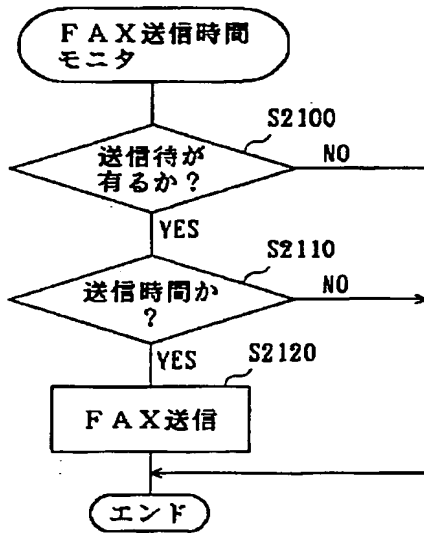 FAX送信時間
モニタ
S2100
送信待が
有るか?
NO
YES
S2110
送信時間か
?
NO
YES
S2120
FAX送信
エンド